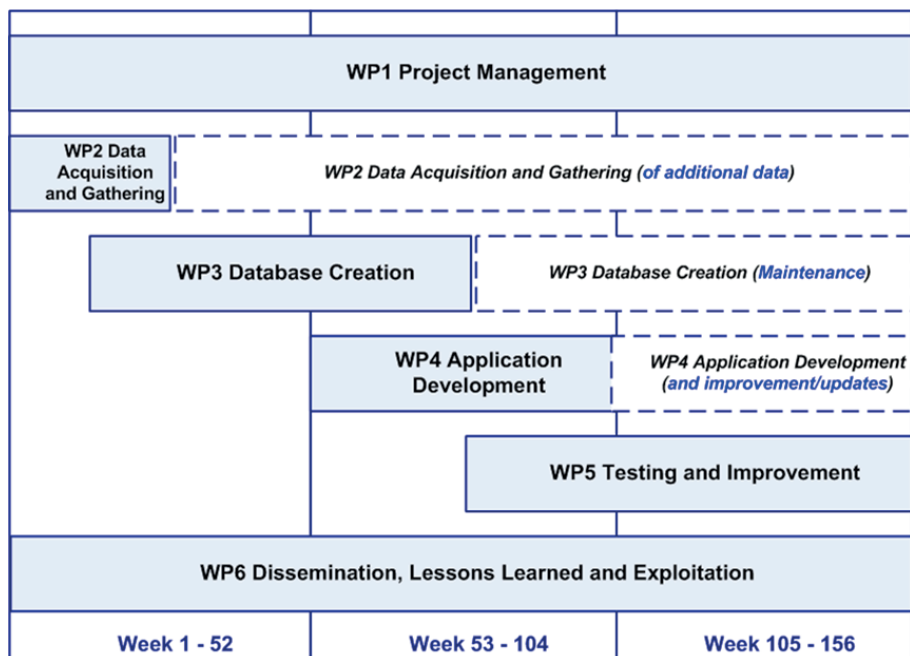 WP1 Project Management
WP2 Data
Acquisition
and Gathering
WP2 Data Acquisition and Gathering (of additional data)
WP3 Database Creation
WP3 Database Creation (Maintenance)
WP4 Application
Development
WP4 Application Development
(and improvement/updates)
WP5 Testing and Improvement
WP6 Dissemination, Lessons Learned and Exploitation
Week 1 - 52
Week 53 - 104
Week 105 - 156